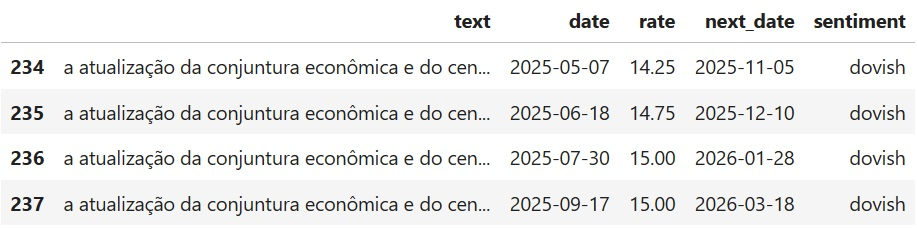 text date rate next_date sentiment
234 a atualização da conjuntura econômica e do cen... 2025-05-07 14.25 2025-11-05 dovish
235 a atualização da conjuntura econômica e do cen... 2025-06-18 14.75 2025-12-10 dovish
236 a atualização da conjuntura econômica e do cen... 2025-07-30 15.00 2026-01-28 dovish
237 a atualização da conjuntura econômica e do cen... 2025-09-17 15.00 2026-03-18 dovish